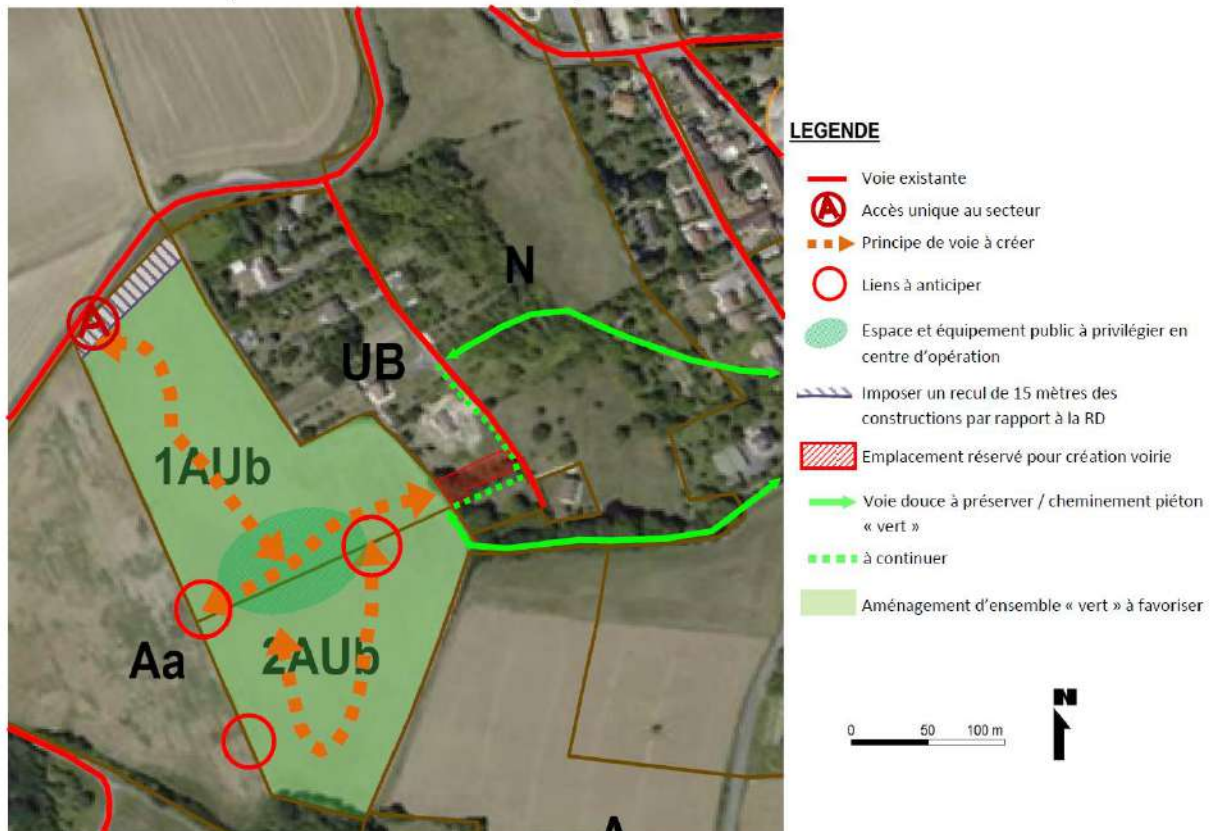 N
UB
1AUb
2AUb
Aa
A
LEGENDE
Voie existante
A Accès unique au secteur
Principe de voie à créer
Liens à anticiper
Espace et équipement public à privilégier en
centre d'opération
Imposer un recul de 15 mètres des
constructions par rapport à la RD
Emplacement réservé pour création voirie
Voie douce à préserver / cheminement piéton
« vert »
à continuer
Aménagement d'ensemble « vert » à favoriser
N
0 50 100 m